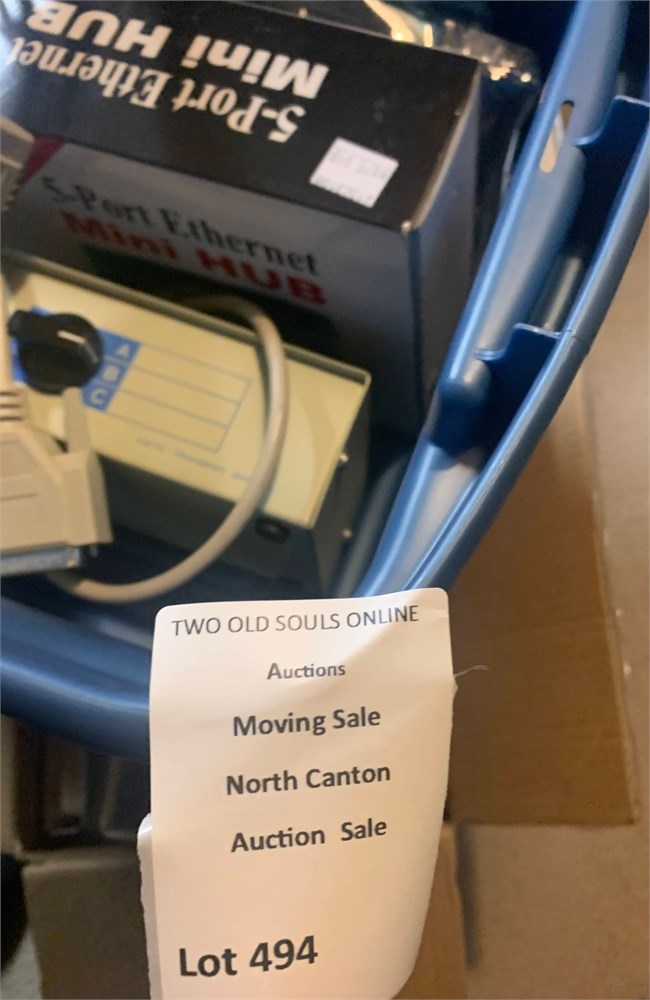 5-Port Ethernet
Mini HUB
5-Port Ethernet
Mini HUB
A
B
C
TWO OLD SOULS ONLINE
Auctions
Moving Sale
North Canton
Auction Sale
Lot 494